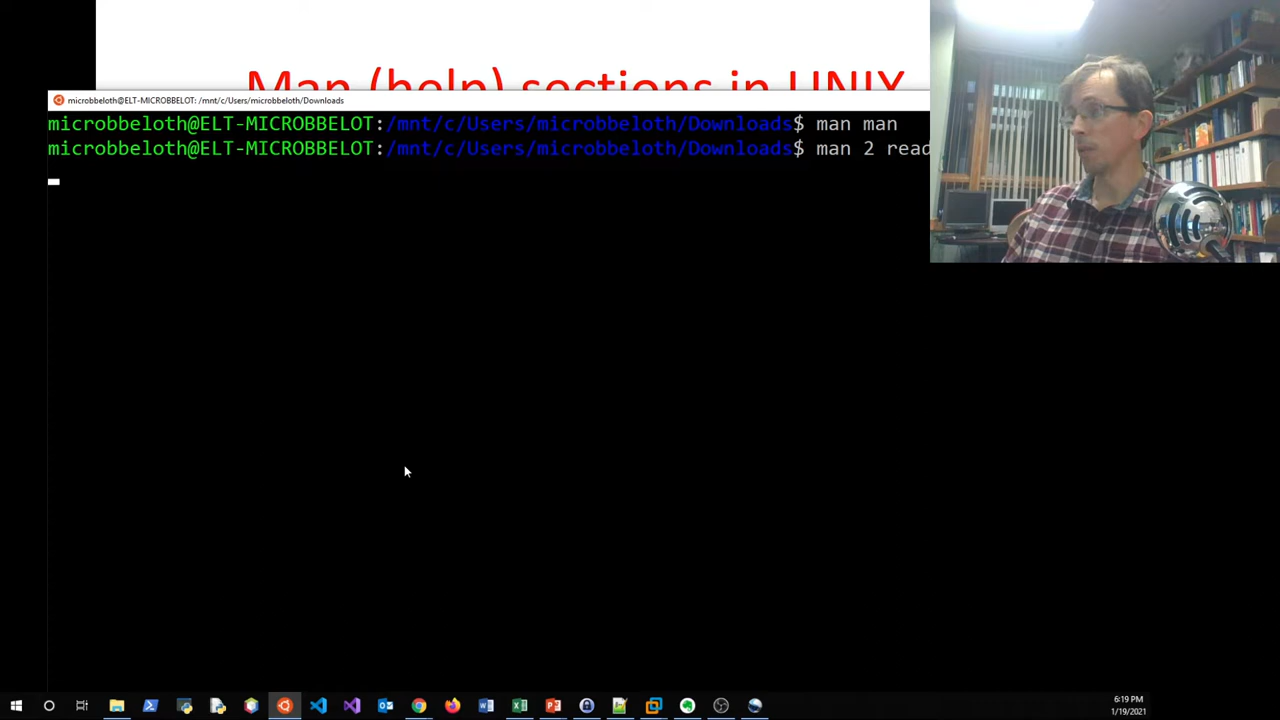 Man (help) sections in UNIX
microbbeloth@ELT-MICROBBELOT: /mnt/c/Users/microbbeloth/Downloads
microbbeloth@ELT-MICROBBELOT:/mnt/c/Users/microbbeloth/Downloads$ man man
microbbeloth@ELT-MICROBBELOT:/mnt/c/Users/microbbeloth/Downloads$ man 2 read
6:19 PM
1/19/2021